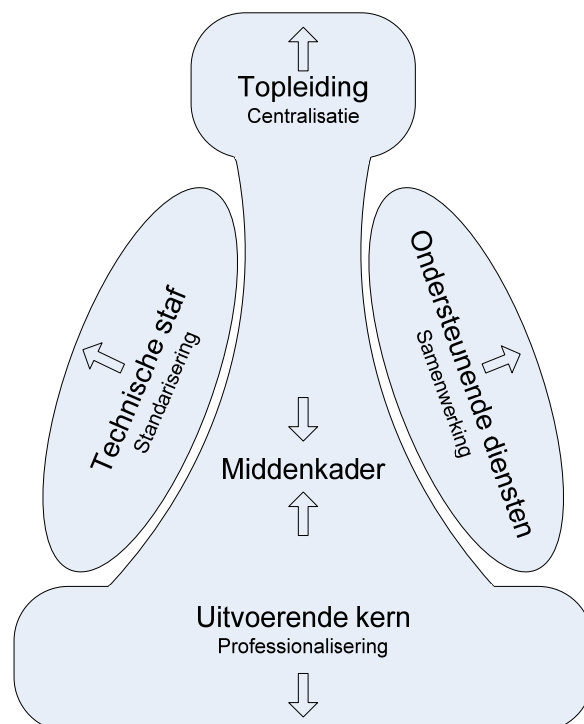 Topleiding
Centralisatie
Technische staf
Standarisering
Ondersteunende diensten
Samenwerking
Middenkader
Uitvoerende kern
Professionalisering